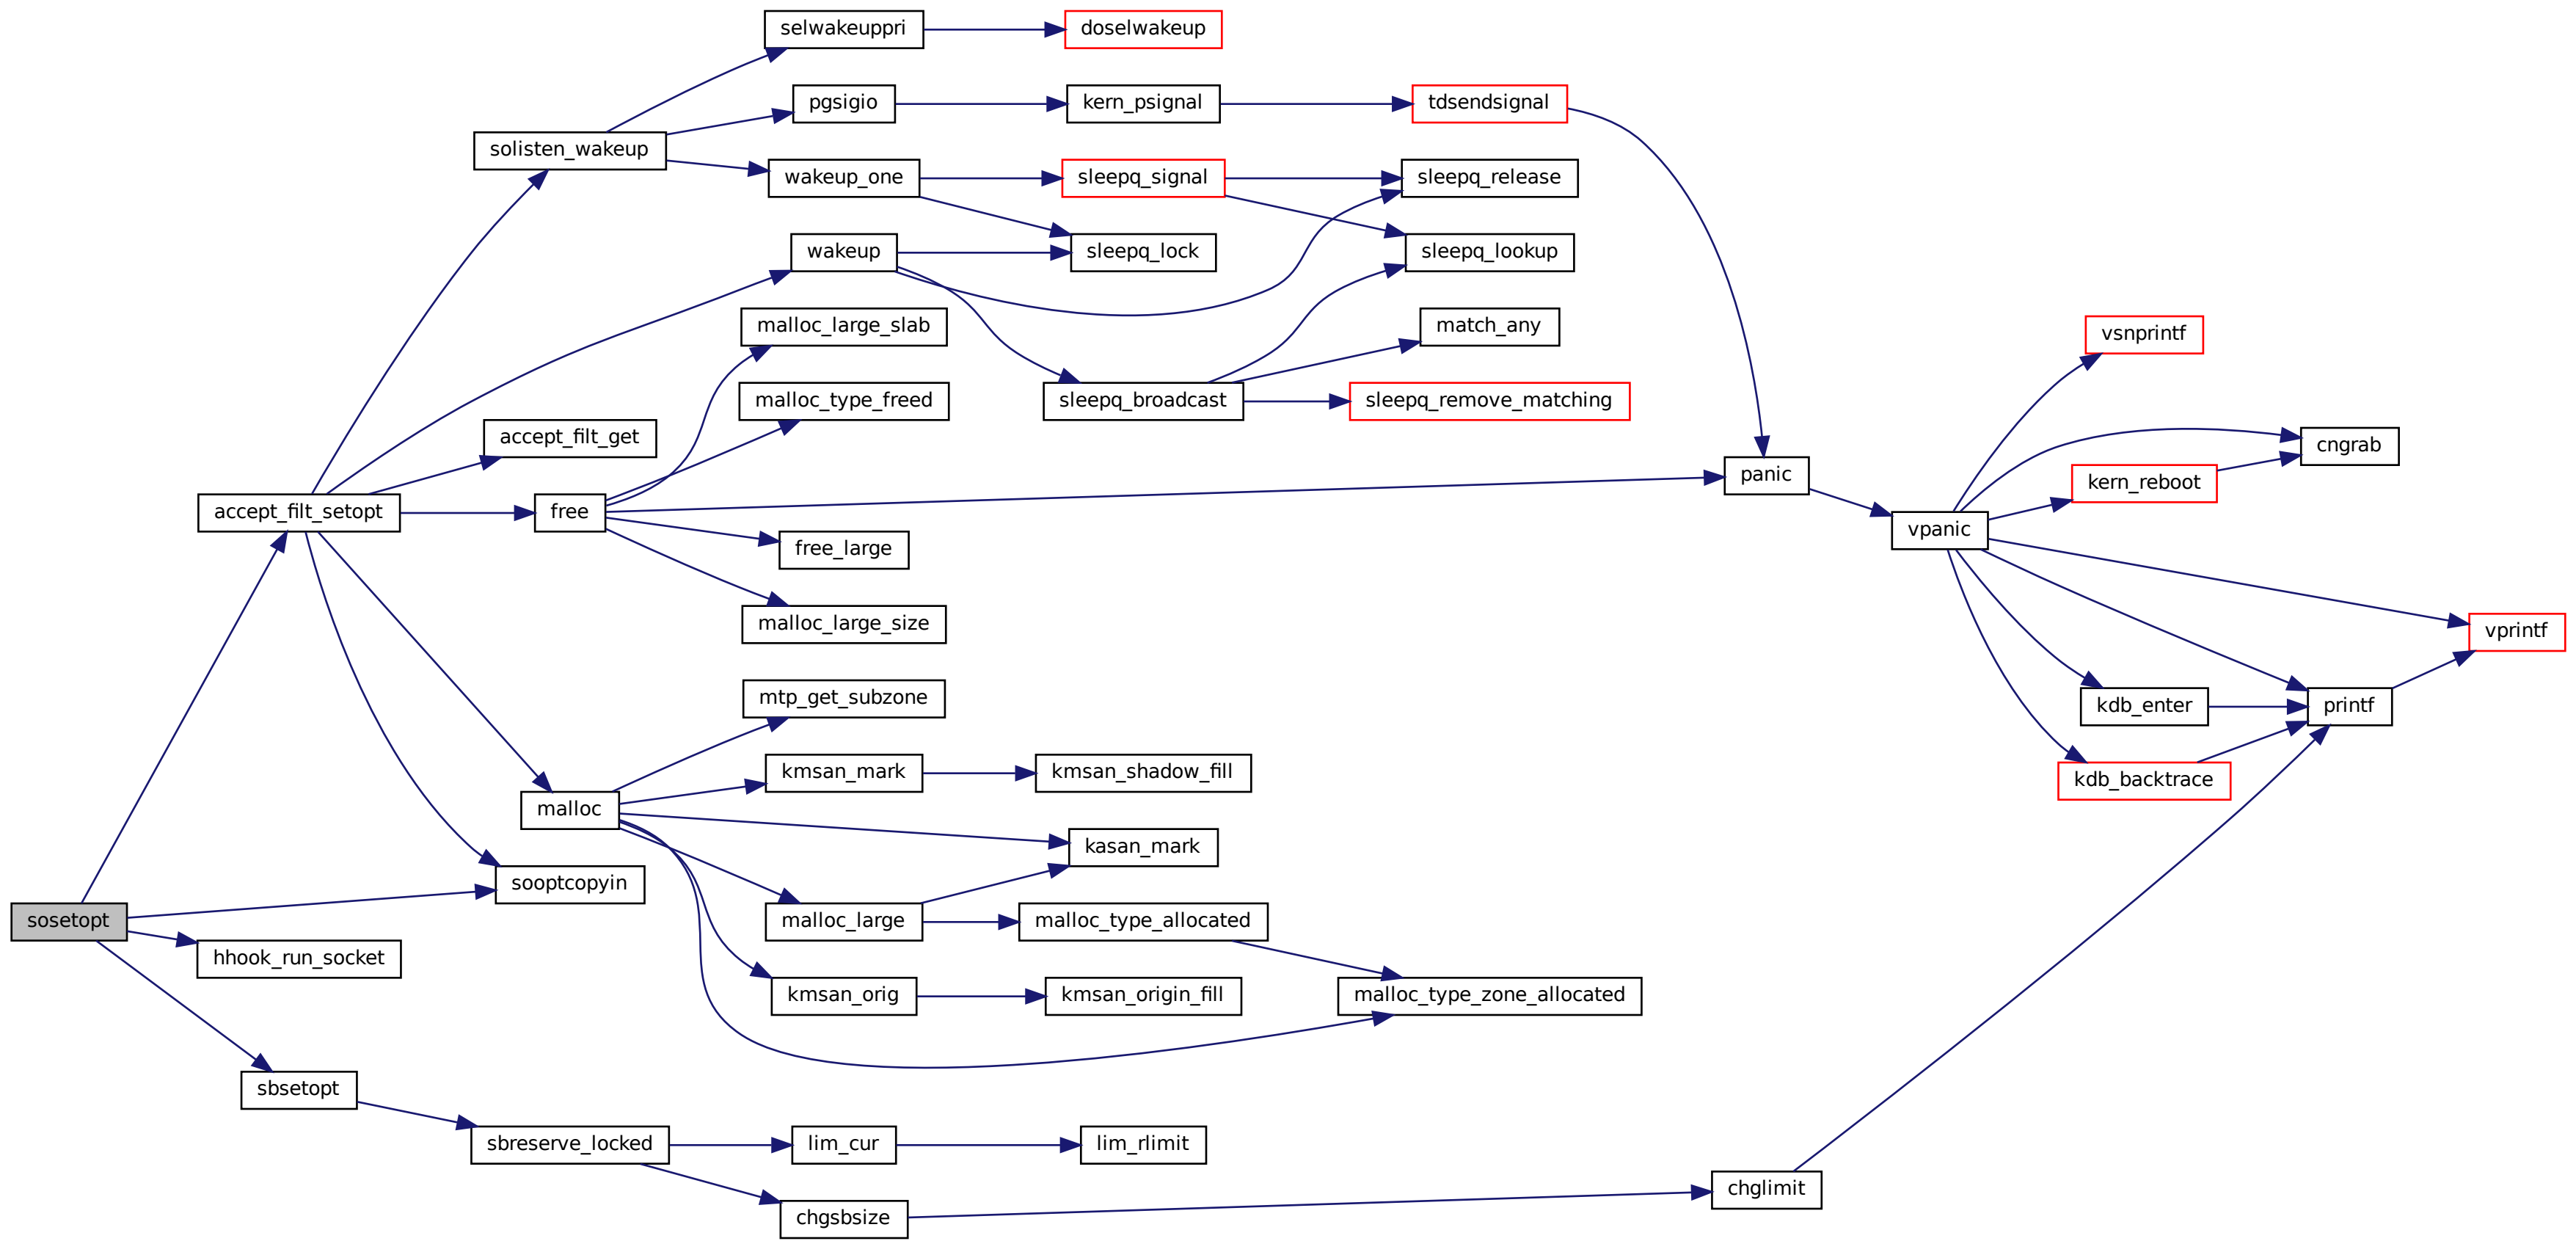 selwakeuppri
doselwakeup
pgsigio
kern_psignal
tdsendsignal
solisten_wakeup
wakeup_one
sleepq_signal
sleepq_release
wakeup
sleepq_lock
sleepq_lookup
malloc_large_slab
match_any
vsnprintf
malloc_type_freed
sleepq_broadcast
sleepq_remove_matching
accept_filt_get
cngrab
panic
kern_reboot
accept_filt_setopt
free
vpanic
free_large
malloc_large_size
vprintf
mtp_get_subzone
kdb_enter
printf
kmsan_mark
kmsan_shadow_fill
kdb_backtrace
malloc
kasan_mark
sooptcopyin
sosetopt
malloc_large
malloc_type_allocated
hhook_run_socket
kmsan_orig
kmsan_origin_fill
malloc_type_zone_allocated
sbsetopt
sbreserve_locked
lim_cur
lim_rlimit
chglimit
chgsbsize